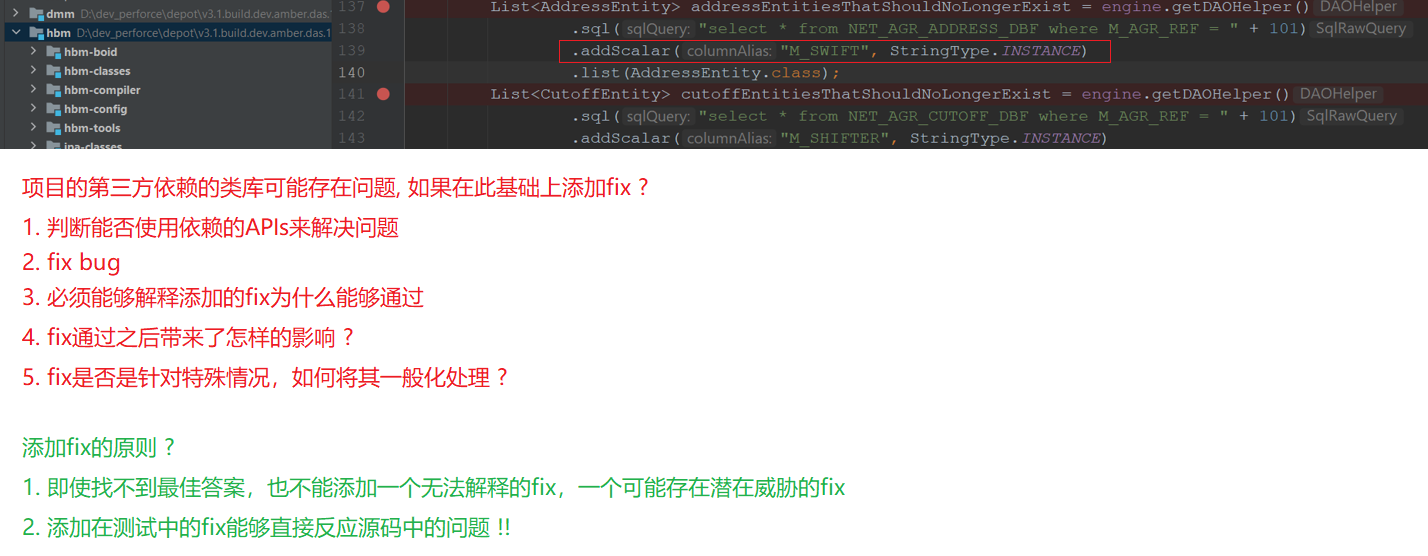 dmm D:\dev_perforce\depot\v3.1.build.dev.amber.das.1
hbm D:\dev_perforce\depot\v3.1.build.dev.amber.das.1
hbm-boid
hbm-classes
hbm-compiler
hbm-config
hbm-tools
jpa-classes
137 List<AddressEntity> addressEntitiesThatShouldNoLongerExist = engine.getDAOHelper() DAOHelper
138 .sql( sqlQuery: "select * from NET_AGR_ADDRESS_DBF where M_AGR_REF = " + 101) SqlRawQuery
139 .addScalar( columnAlias: "M_SWIFT", StringType.INSTANCE)
140 .list(AddressEntity.class);
141 List<CutoffEntity> cutoffEntitiesThatShouldNoLongerExist = engine.getDAOHelper() DAOHelper
142 .sql( sqlQuery: "select * from NET_AGR_CUTOFF_DBF where M_AGR_REF = " + 101) SqlRawQuery
143 .addScalar( columnAlias: "M_SHIFTER", StringType.INSTANCE)
项目的第三方依赖的类库可能存在问题, 如果在此基础上添加fix ?
1. 判断能否使用依赖的APIs来解决问题
2. fix bug
3. 必须能够解释添加的fix为什么能够通过
4. fix通过之后带来了怎样的影响 ?
5. fix是否是针对特殊情况，如何将其一般化处理 ?
添加fix的原则 ?
1. 即使找不到最佳答案，也不能添加一个无法解释的fix，一个可能存在潜在威胁的fix
2. 添加在测试中的fix能够直接反应源码中的问题 !!